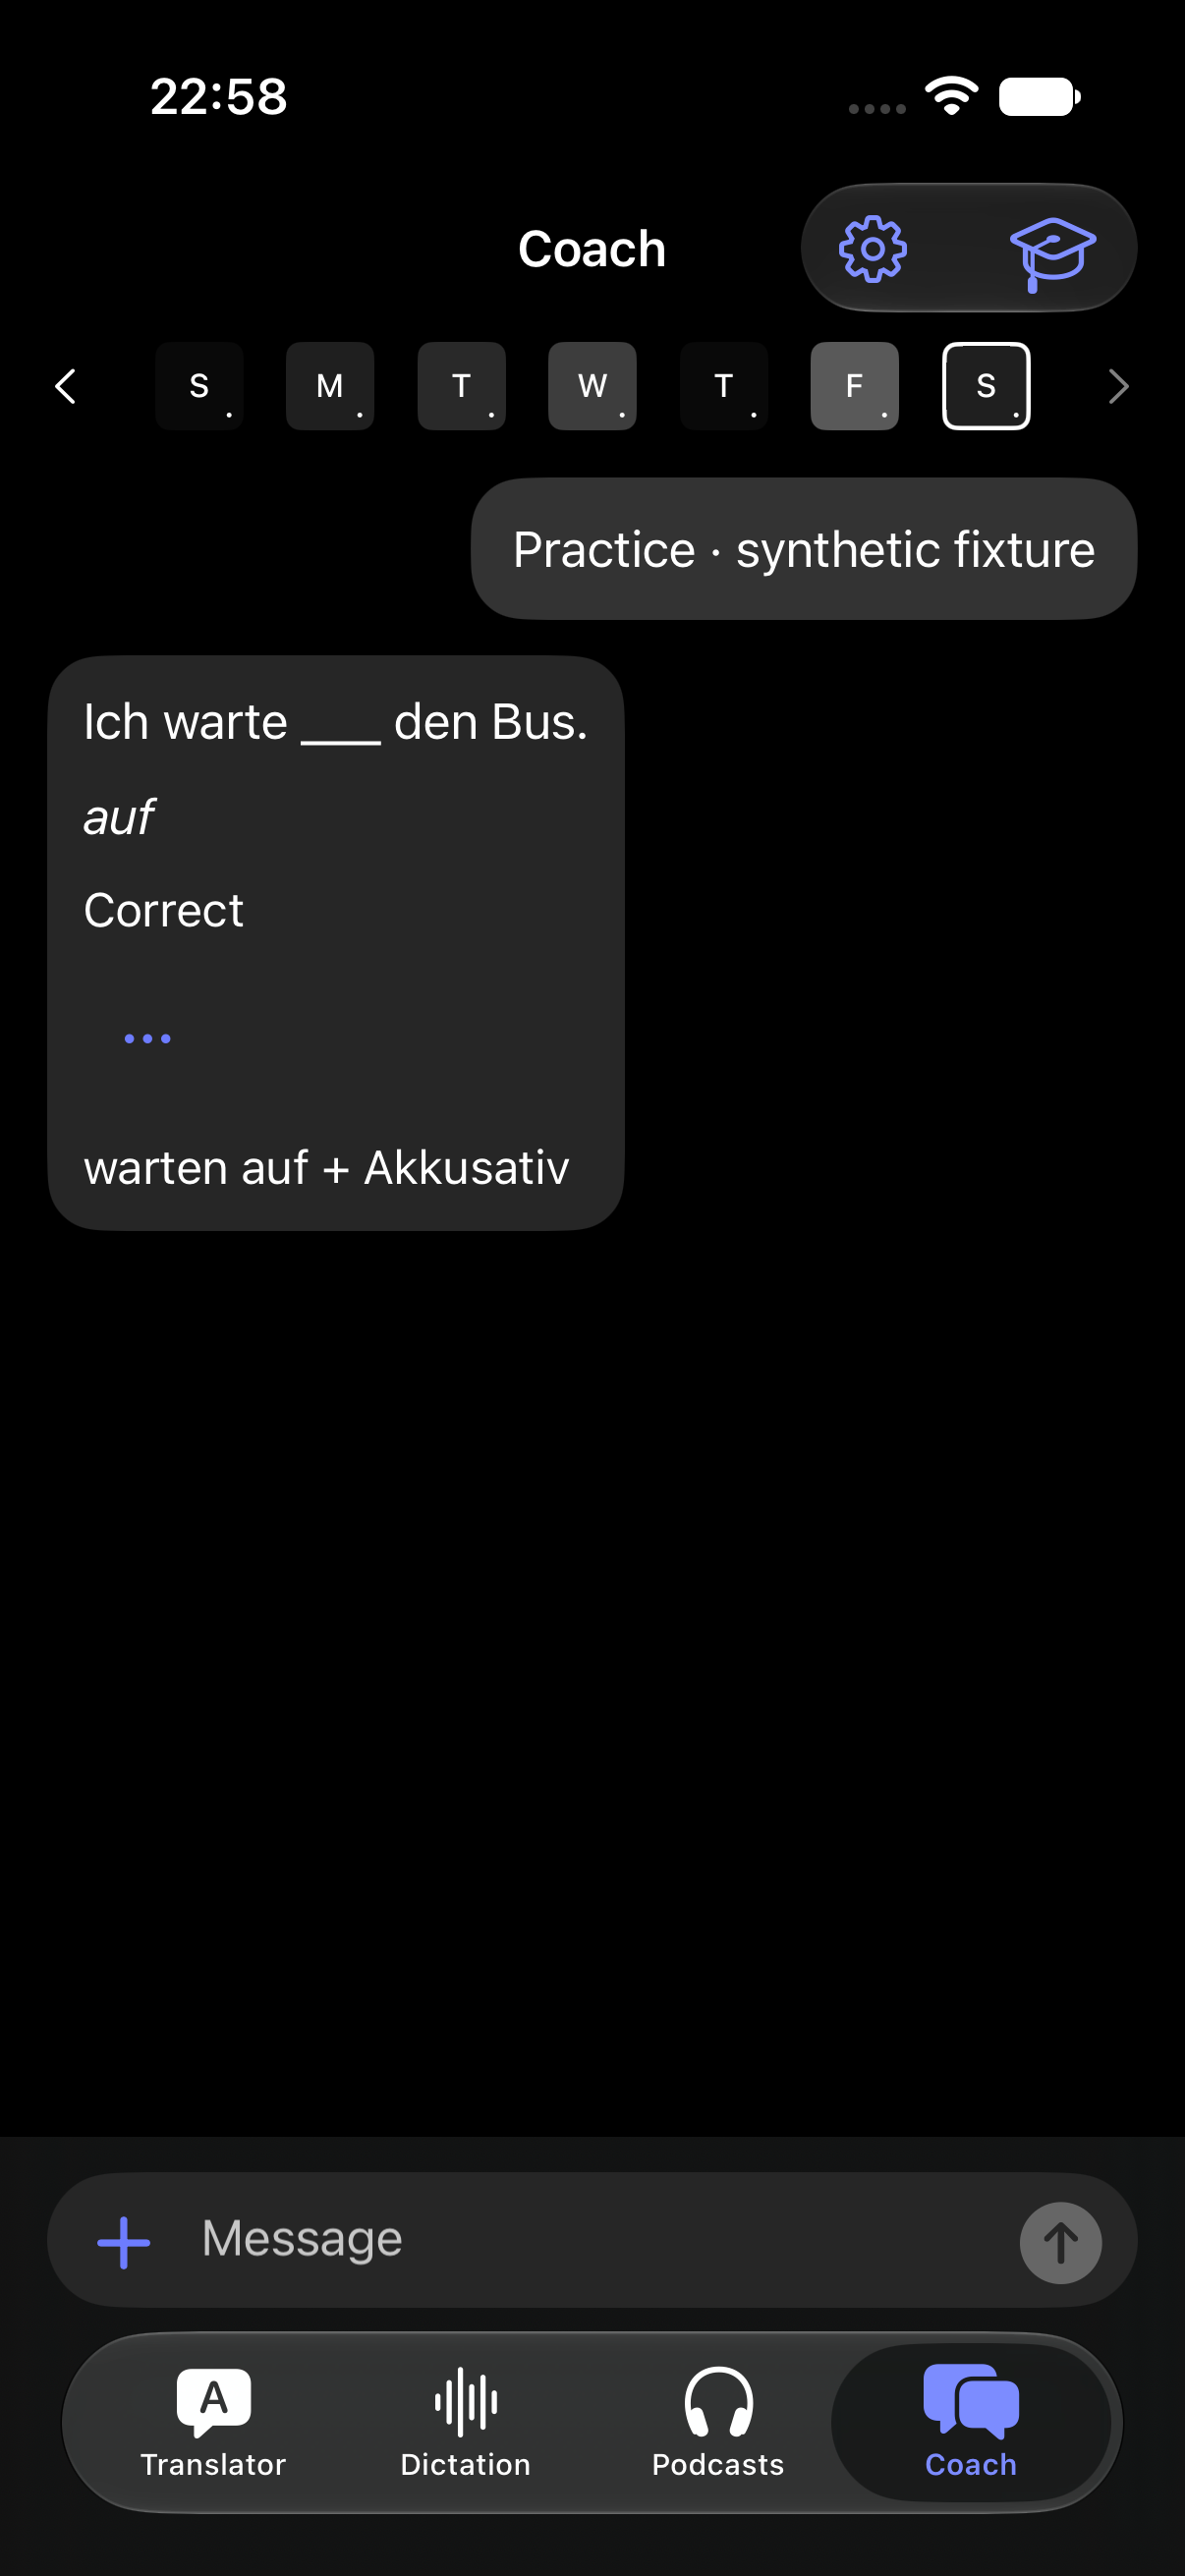 22:58
Coach
S M T W T F S
Practice · synthetic fixture
Ich warte ____ den Bus.
auf
Correct
...
warten auf + Akkusativ
Message
A
Translator Dictation Podcasts Coach